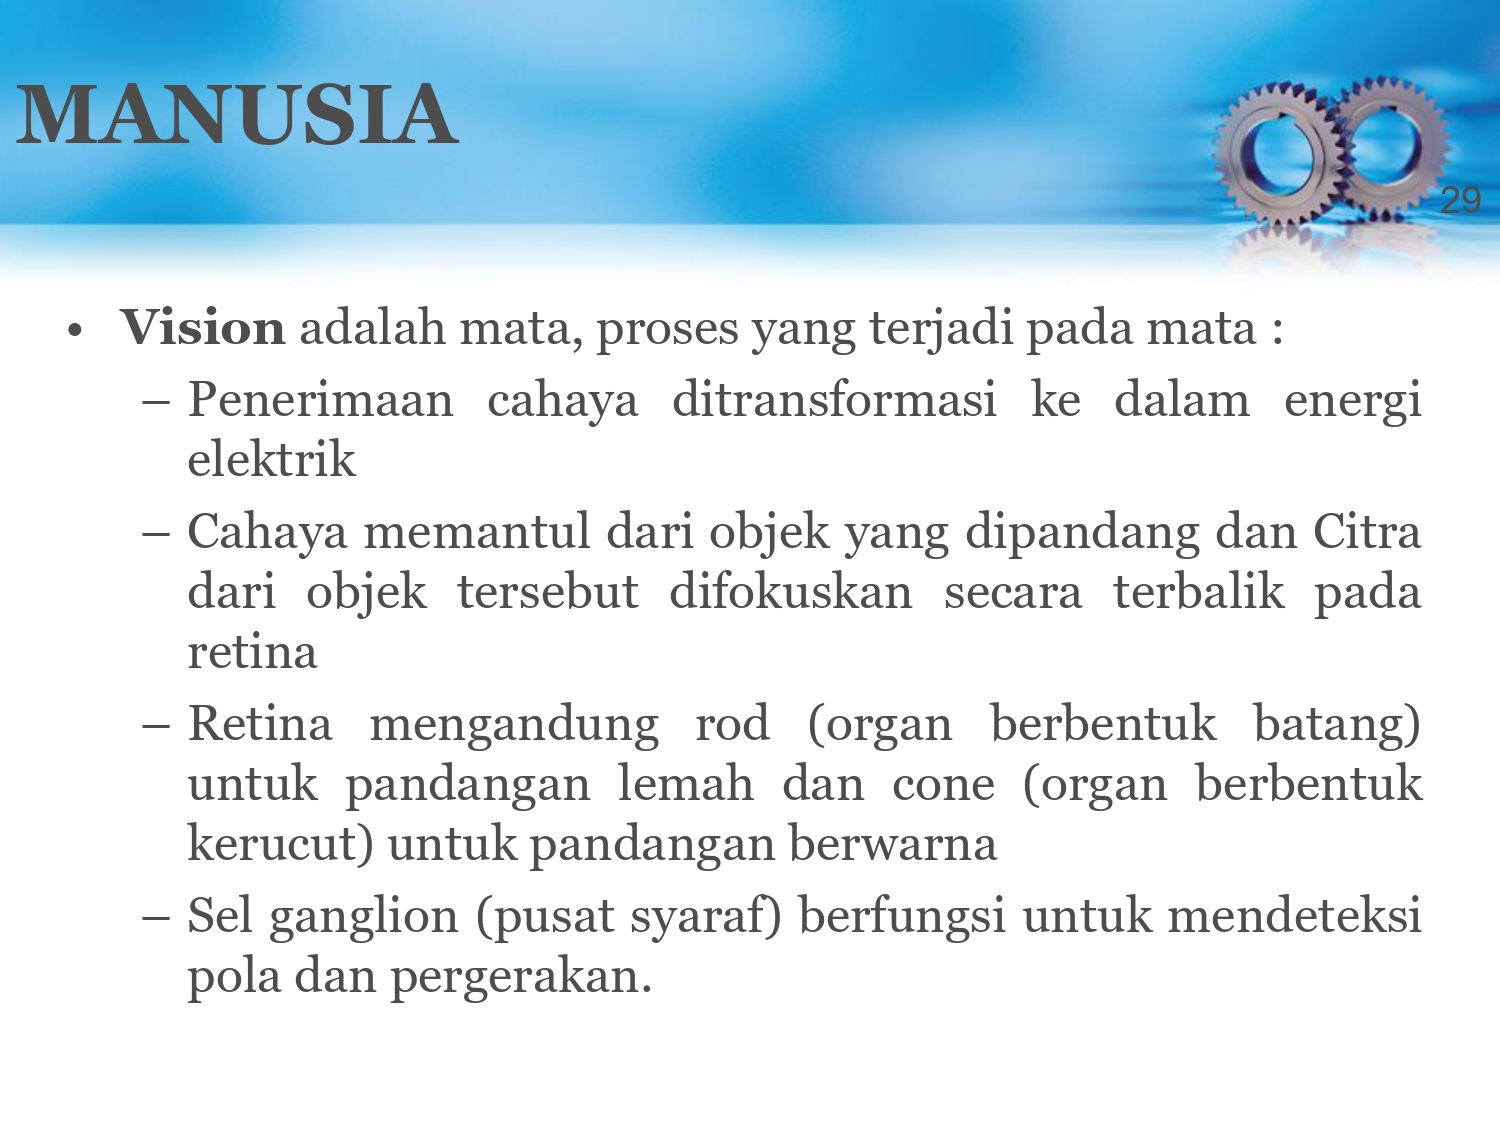 MANUSIA
29
• Vision adalah mata, proses yang terjadi pada mata :
– Penerimaan cahaya ditransformasi ke dalam energi
elektrik
– Cahaya memantul dari objek yang dipandang dan Citra
dari objek tersebut difokuskan secara terbalik pada
retina
– Retina mengandung rod (organ berbentuk batang)
untuk pandangan lemah dan cone (organ berbentuk
kerucut) untuk pandangan berwarna
– Sel ganglion (pusat syaraf) berfungsi untuk mendeteksi
pola dan pergerakan.